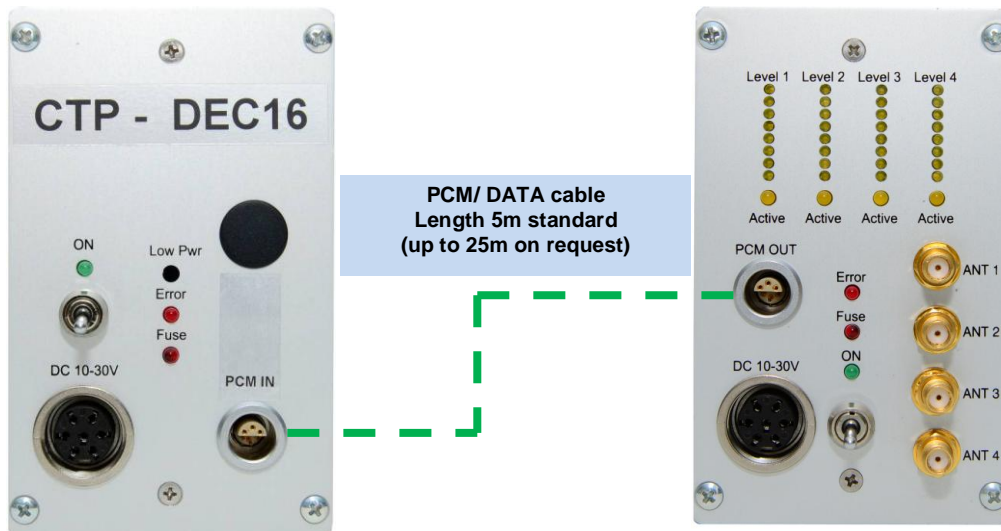 CTP - DEC16
ON
Low Pwr
Error
Fuse
DC 10-30V
PCM IN
PCM/ DATA cable
Length 5m standard
(up to 25m on request)
Level 1 Level 2 Level 3 Level 4
Active Active Active Active
PCM OUT
ANT 1
Error
Fuse
ANT 2
ON
DC 10-30V
ANT 3
ANT 4